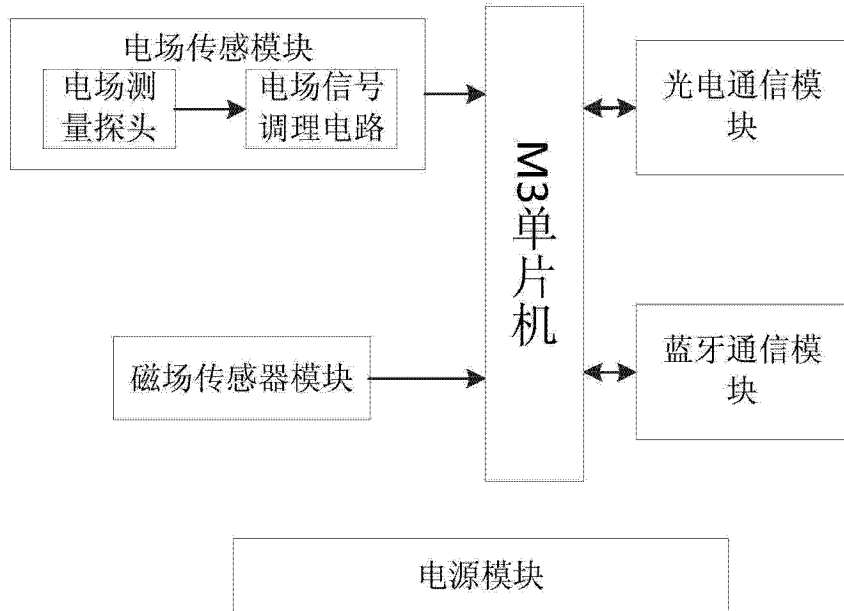 电场传感模块
电场测
量探头
电场信号
调理电路
M3单片机
光电通信模
块
磁场传感器模块
蓝牙通信模
块
电源模块